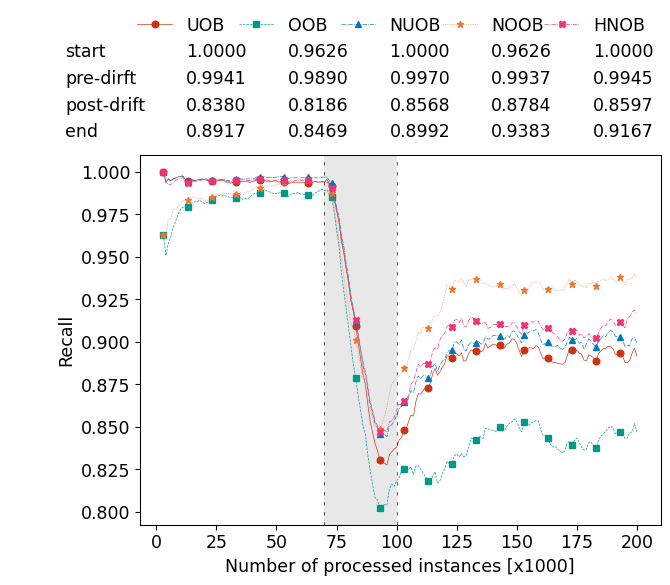 UOB OOB NUOB NOOB HNOB
start 1.0000 0.9626 1.0000 0.9626 1.0000
pre-dirft 0.9941 0.9890 0.9970 0.9937 0.9945
post-drift 0.8380 0.8186 0.8568 0.8784 0.8597
end 0.8917 0.8469 0.8992 0.9383 0.9167
1.000
0.975
0.950
0.925
0.900
0.875
0.850
0.825
0.800
Recall
0 25 50 75 100 125 150 175 200
Number of processed instances [x1000]